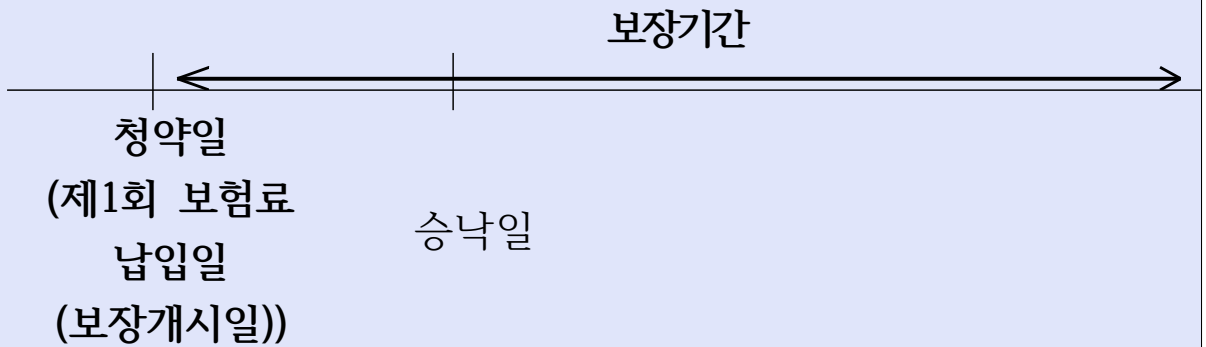 보장기간
청약일
(제1회 보험료
납입일
(보장개시일))
승낙일